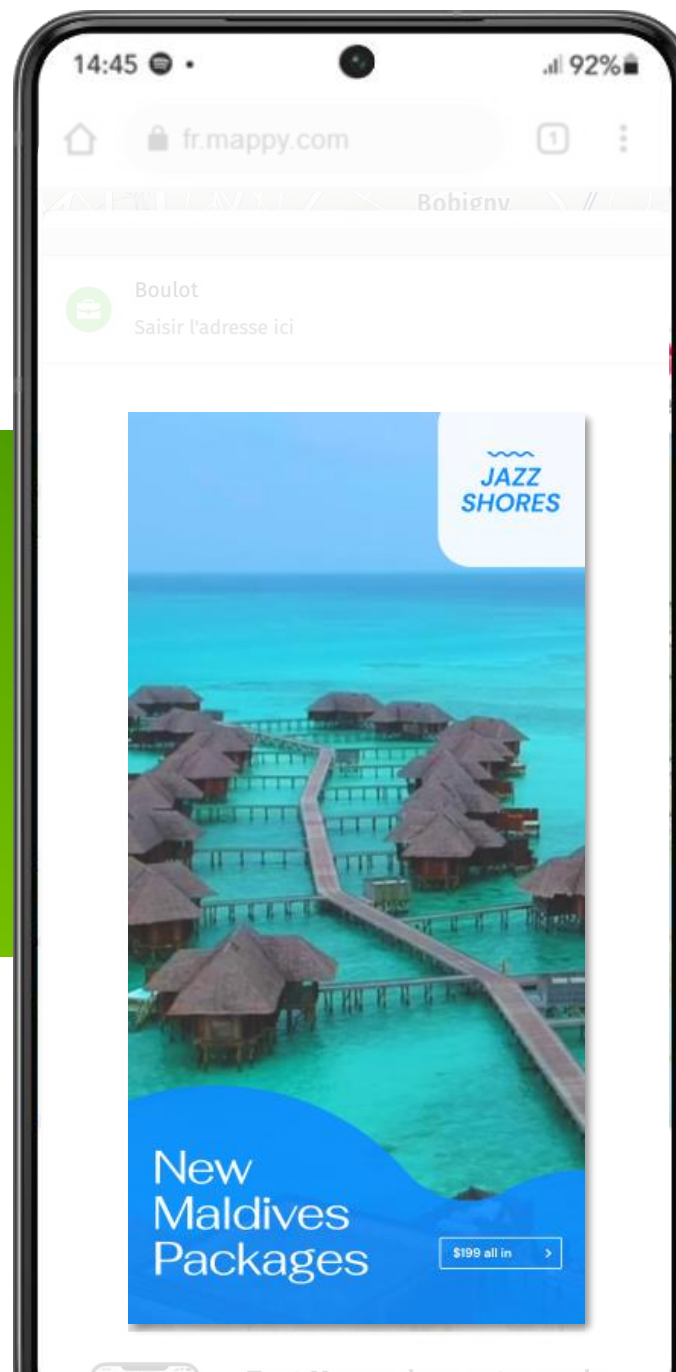 14:45
92%
fr.mappy.com
1
Bobigny
Boulot
Saisir l'adresse ici
JAZZ
SHORES
New
Maldives
Packages
$199 all in >